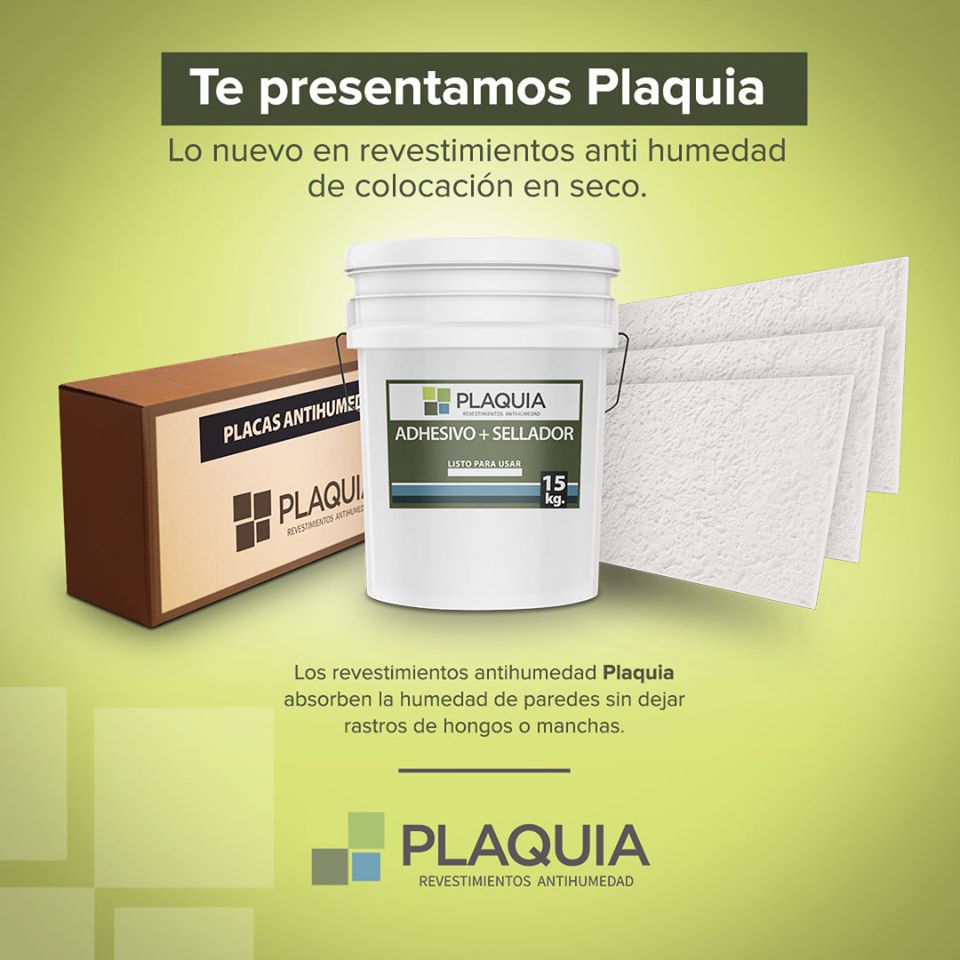 Te presentamos Plaquia
Lo nuevo en revestimientos anti humedad
de colocación en seco.
PLACAS ANTIHUMED
PLAQUIA
REVESTIMIENTOS ANTIHUMEDAD
PLAQUIA
REVESTIMIENTOS ANTIHUMEDAD
ADHESIVO + SELLADOR
LISTO PARA USAR
15
kg.
Los revestimientos antihumedad Plaquia
absorben la humedad de paredes sin dejar
rastros de hongos o manchas.
PLAQUIA
REVESTIMIENTOS ANTIHUMEDAD